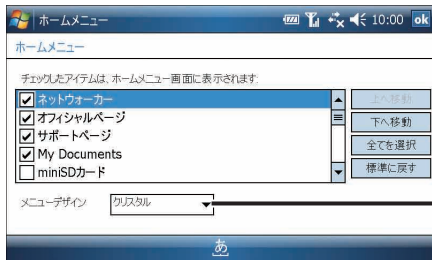 ホームメニュー 10:00 ok
ホームメニュー
チェックしたアイテムは、ホームメニュー画面に表示されます
ネットウォーカー
オフィシャルページ
サポートページ
My Documents
miniSDカード
上へ移動
下へ移動
全てを選択
標準に戻す
メニューデザイン クリスタル
あ